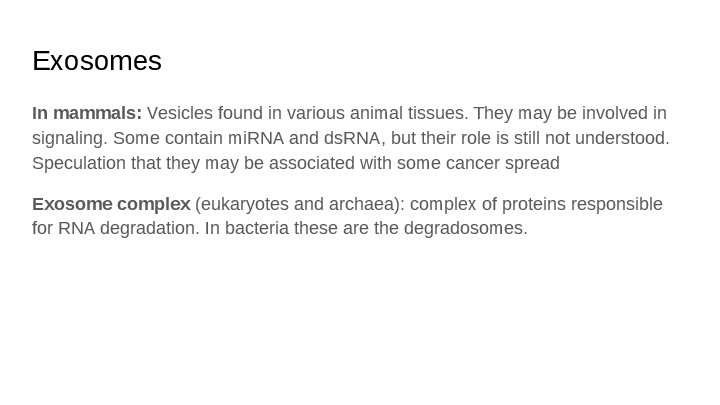 Exosomes
In mammals: Vesicles found in various animal tissues. They may be involved in
signaling. Some contain miRNA and dsRNA, but their role is still not understood.
Speculation that they may be associated with some cancer spread
Exosome complex (eukaryotes and archaea): complex of proteins responsible
for RNA degradation. In bacteria these are the degradosomes.